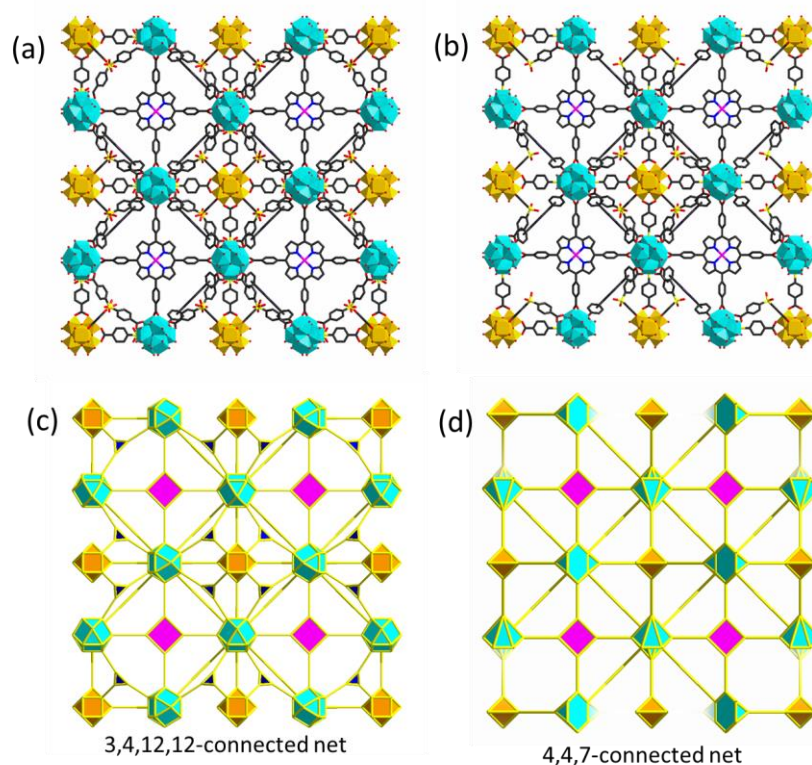 (a)
(b)
(c)
(d)
3,4,12,12-connected net
4,4,7-connected net